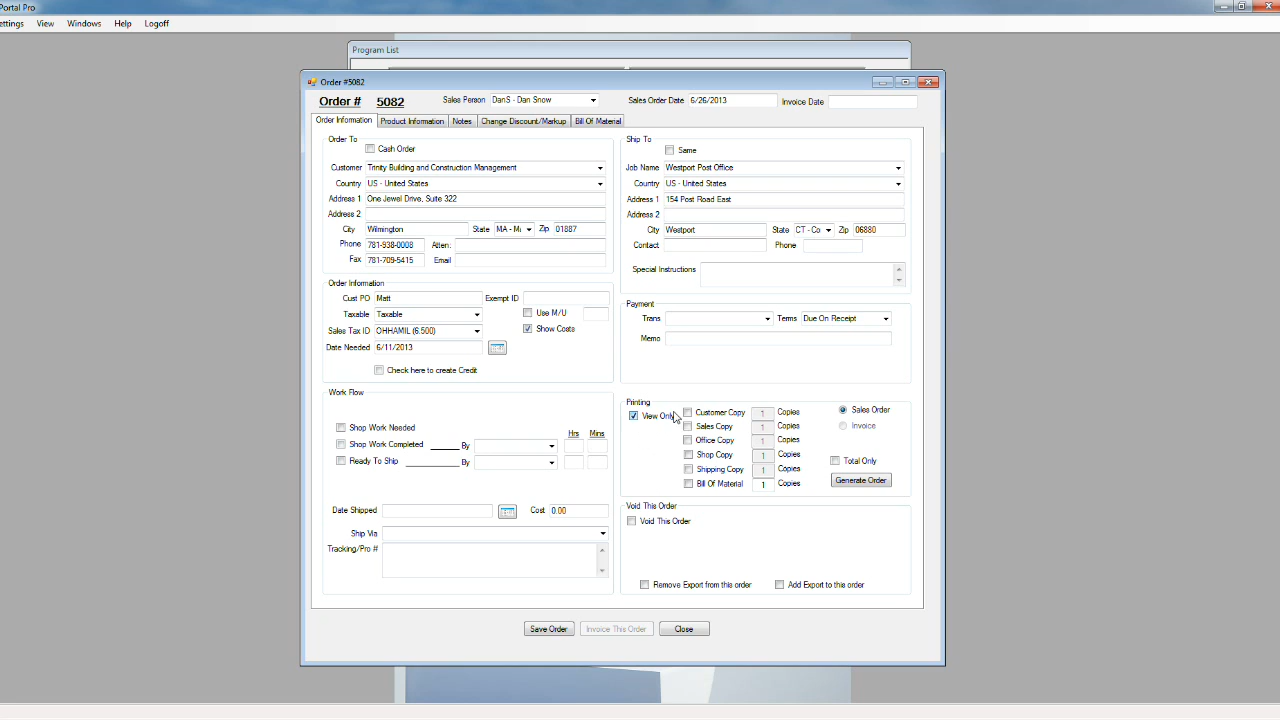 Portal Pro
ettings View Windows Help Logoff
Program List
Order #5082
Order # 5082 Sales Person DanS - Dan Snow Sales Order Date 6/26/2013 Invoice Date
Order Information Product Information Notes Change Discount/Markup Bill Of Material
Order To
Cash Order
Customer Trinity Building and Construction Management
Country US - United States
Address 1 One Jewel Drive, Suite 322
Address 2
City Wilmington State MA - M Zip 01887
Phone 781-938-0008 Atten:
Fax 781-709-5415 Email
Ship To
Same
Job Name Westport Post Office
Country US - United States
Address 1 154 Post Road East
Address 2
City Westport State CT - Co Zip 06880
Contact Phone
Special Instructions
Order Information
Cust PO Matt Exempt ID
Taxable Taxable Use M/U
Sales Tax ID OHHAMIL (6.500) Show Costs
Date Needed 6/11/2013
Check here to create Credit
Payment
Trans Terms Due On Receipt
Memo
Work Flow
Hrs Mins
Shop Work Needed
Shop Work Completed By
Ready To Ship By
Date Shipped Cost 0.00
Ship Via
Tracking/Pro #
Printing
View Only Customer Copy 1 Copies Sales Order
Sales Copy 1 Copies Invoice
Office Copy 1 Copies
Shop Copy 1 Copies Total Only
Shipping Copy 1 Copies
Bill Of Material 1 Copies Generate Order
Void This Order
Void This Order
Remove Export from this order Add Export to this order
Save Order Invoice This Order Close